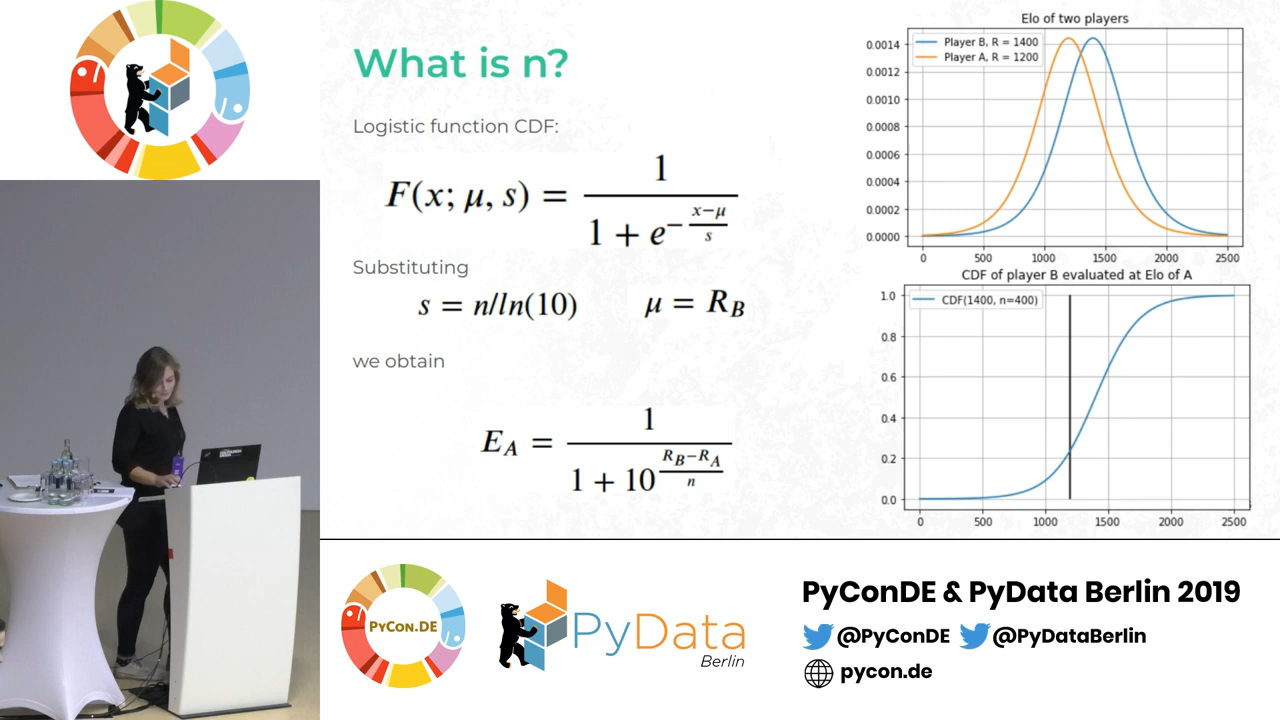 What is n?
Logistic function CDF:
F(x; μ, s) = 1 / (1 + e^(−(x−μ)/s))
Substituting
s = n/ln(10) μ = R_B
we obtain
E_A = 1 / (1 + 10^((R_B−R_A)/n))
Elo of two players
Player B, R = 1400
Player A, R = 1200
0.0014
0.0012
0.0010
0.0008
0.0006
0.0004
0.0002
0.0000
0 500 1000 1500 2000 2500
CDF of player B evaluated at Elo of A
CDF(1400, n=400)
1.0
0.8
0.6
0.4
0.2
0.0
0 500 1000 1500 2000 2500
PyCon.DE
PyData
Berlin
PyConDE & PyData Berlin 2019
@PyConDE @PyDataBerlin
pycon.de